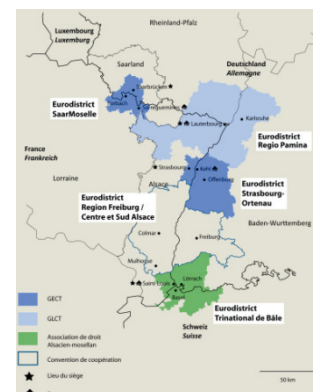 Luxembourg
Luxemburg
Rheinland-Pfalz
Saarland
Deutschland
Allemagne
Eurodistrict
SaarMoselle
Saarbrücken
Forbach
Sarreguemines
Lauterbourg
Karlsruhe
Eurodistrict
Regio Pamina
France
Frankreich
Lorraine
Strasbourg
Kehl
Offenburg
Alsace
Eurodistrict
Strasbourg-
Ortenau
Eurodistrict
Region Freiburg /
Centre et Sud Alsace
Baden-Wurttemberg
Colmar
Freiburg
Mulhouse
Saint Louis
Lörrach
Basel
Eurodistrict
Trinational de Bâle
Schweiz
Suisse
GECT
GLCT
Association de droit
Alsacien-mosellan
Convention de coopération
Lieu du siège
50 km